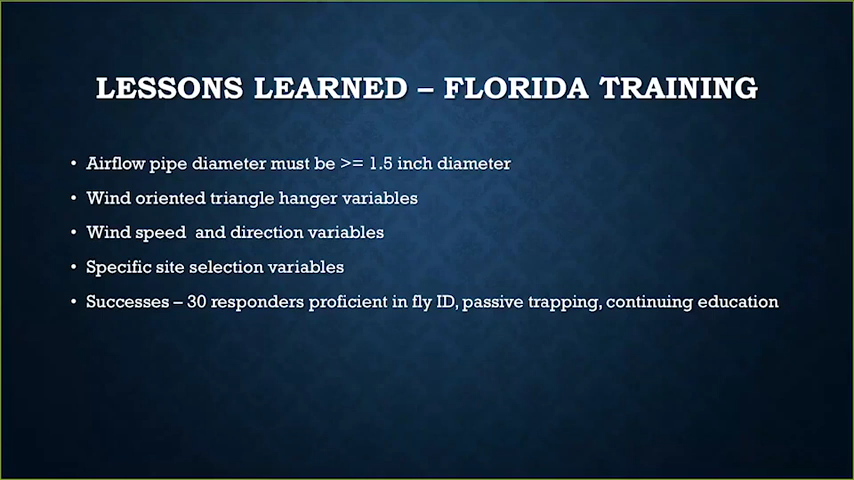 LESSONS LEARNED – FLORIDA TRAINING
• Airflow pipe diameter must be >= 1.5 inch diameter
• Wind oriented triangle hanger variables
• Wind speed  and direction variables
• Specific site selection variables
• Successes – 30 responders proficient in fly ID, passive trapping, continuing education